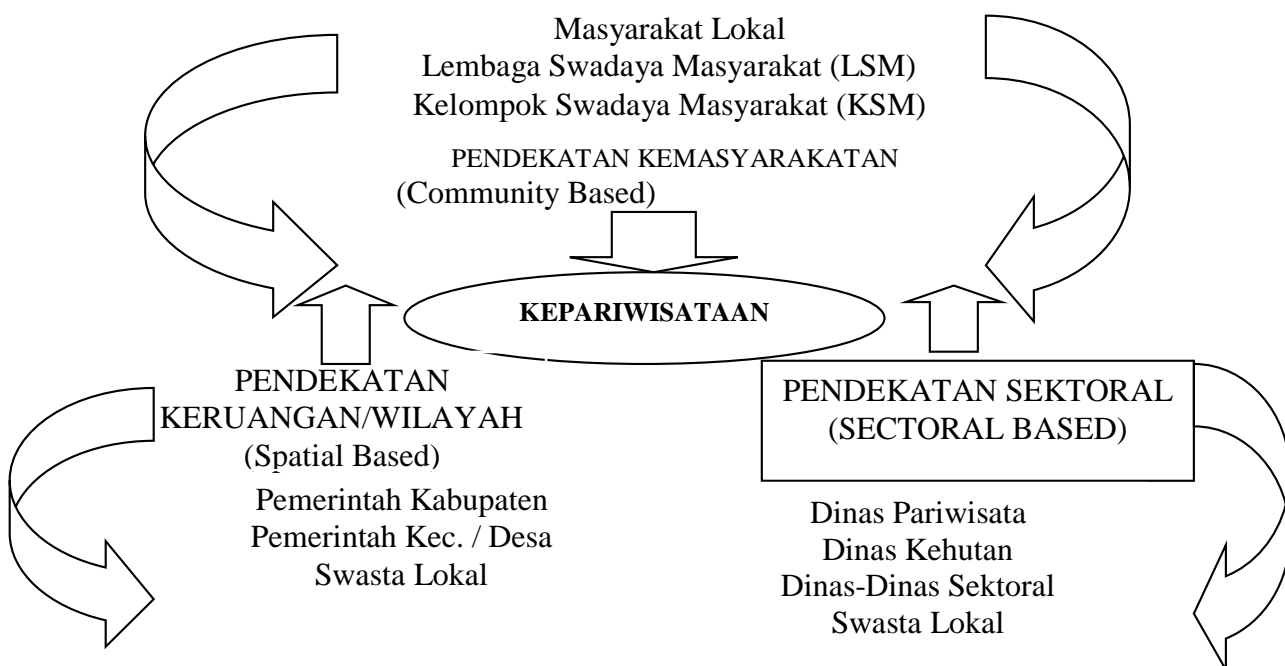 Masyarakat Lokal
Lembaga Swadaya Masyarakat (LSM)
Kelompok Swadaya Masyarakat (KSM)
PENDEKATAN KEMASYARAKATAN
(Community Based)
KEPARIWISATAAN
PENDEKATAN
KERUANGAN/WILAYAH
(Spatial Based)
Pemerintah Kabupaten
Pemerintah Kec. / Desa
Swasta Lokal
PENDEKATAN SEKTORAL
(SECTORAL BASED)
Dinas Pariwisata
Dinas Kehutan
Dinas-Dinas Sektoral
Swasta Lokal